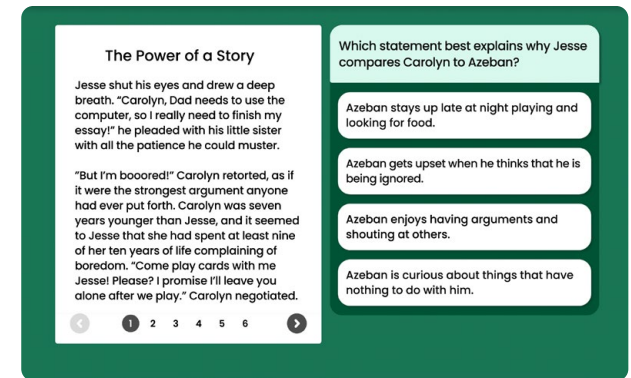 The Power of a Story
Jesse shut his eyes and drew a deep
breath. “Carolyn, Dad needs to use the
computer, so I really need to finish my
essay!” he pleaded with his little sister
with all the patience he could muster.
“But I’m booored!” Carolyn retorted, as if
it were the strongest argument anyone
had ever put forth. Carolyn was seven
years younger than Jesse, and it seemed
to Jesse that she had spent at least nine
of her ten years of life complaining of
boredom. “Come play cards with me
Jesse! Please? I promise I’ll leave you
alone after we play.” Carolyn negotiated.
1 2 3 4 5 6
Which statement best explains why Jesse
compares Carolyn to Azeban?
Azeban stays up late at night playing and
looking for food.
Azeban gets upset when he thinks that he is
being ignored.
Azeban enjoys having arguments and
shouting at others.
Azeban is curious about things that have
nothing to do with him.